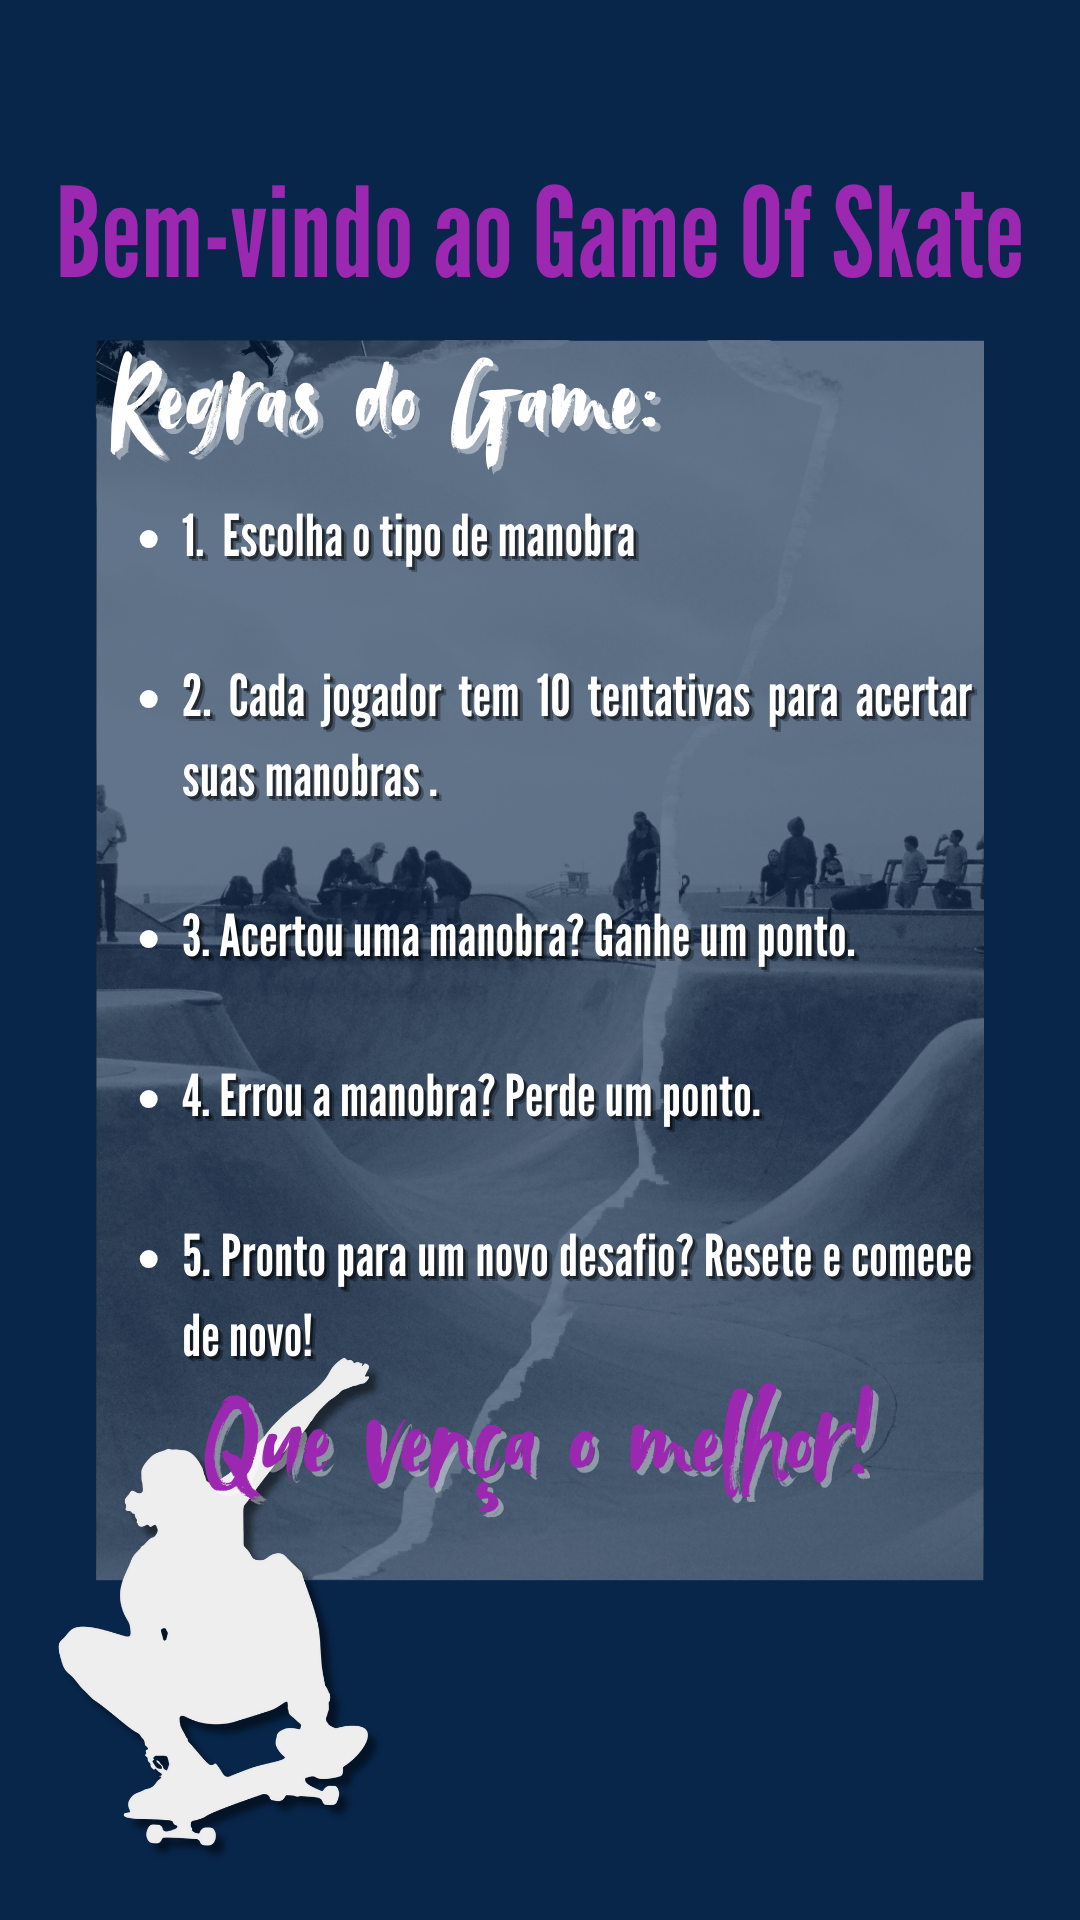 Bem-vindo ao Game Of Skate
Regras do Game:
• 1. Escolha o tipo de manobra
• 2. Cada jogador tem 10 tentativas para acertar
suas manobras .
• 3. Acertou uma manobra? Ganhe um ponto.
• 4. Errou a manobra? Perde um ponto.
• 5. Pronto para um novo desafio? Resete e comece
de novo!
Que vença o melhor!